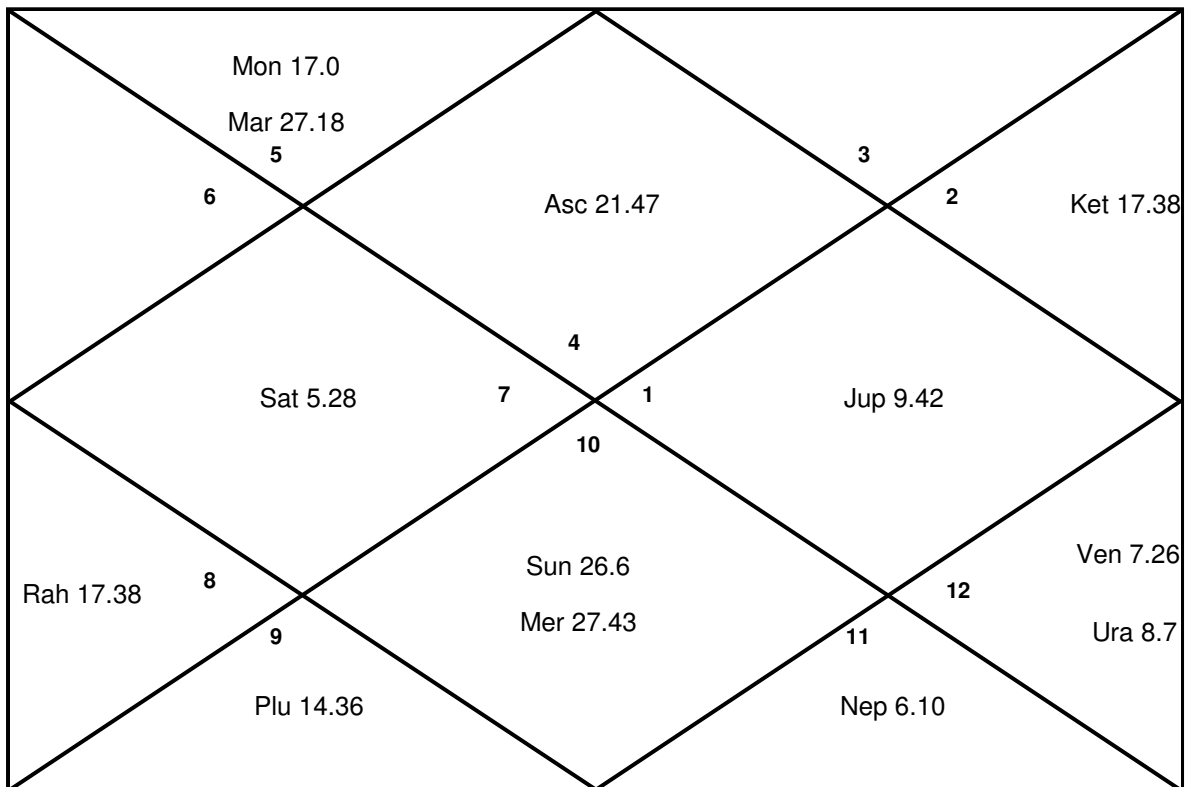 Mon 17.0
Mar 27.18
5
3
6
Asc 21.47
2
Ket 17.38
4
Sat 5.28
7
1
Jup 9.42
10
Ven 7.26
Sun 26.6
8
12
Rah 17.38
Mer 27.43
9
11
Ura 8.7
Plu 14.36
Nep 6.10